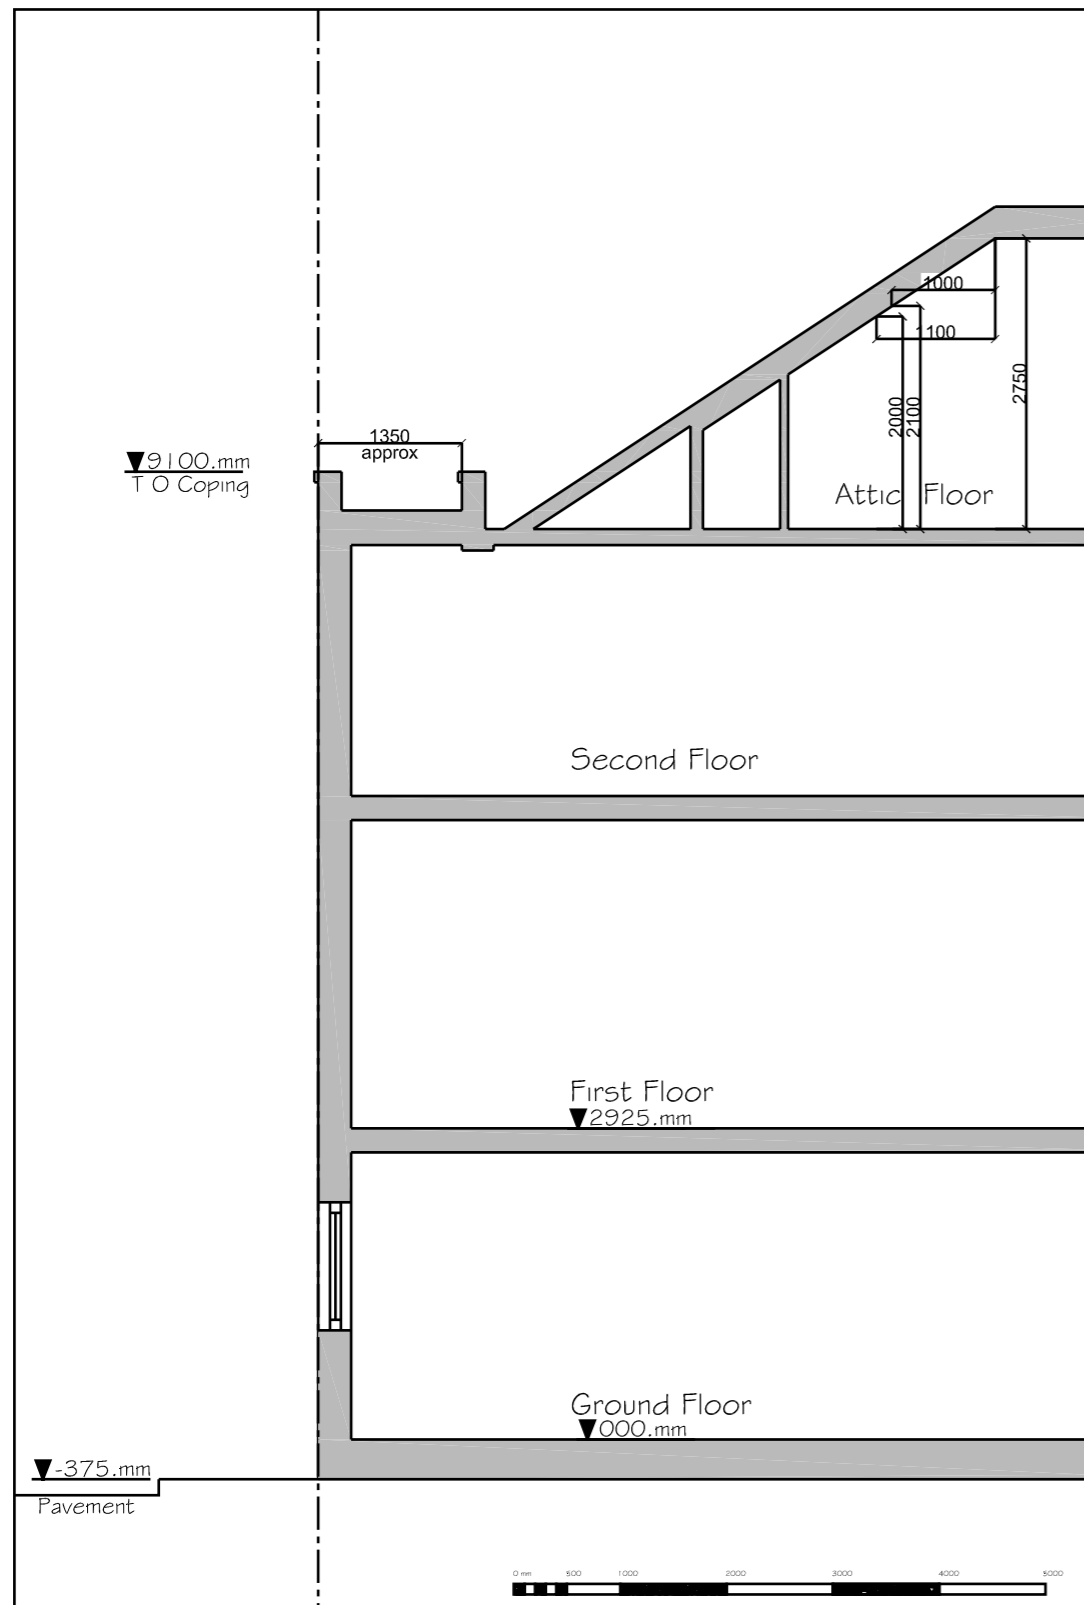 1000
1100
2750
2000
2100
1350
approx
9100.mm
T O Coping
Attic Floor
Second Floor
First Floor
2925.mm
Ground Floor
000.mm
-375.mm
Pavement
0 mm 500 1000 2000 3000 4000 5000